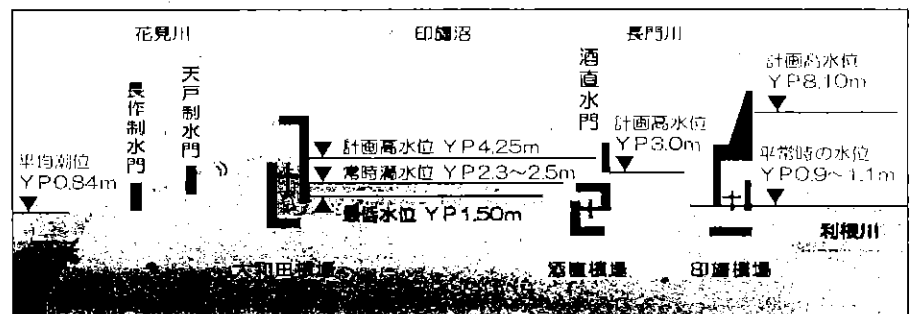 花見川
印旛沼
長門川
長作制水門
天戸制水門
酒直水門
計画高水位
YP8.10m
計画高水位 YP4.25m
計画高水位
YP3.0m
平均潮位
YP0.84m
常時満水位 YP2.3~2.5m
平常時の水位
YP0.9~1.1m
最低水位 YP1.50m
利根川
大和田機場
酒直機場
印旛機場